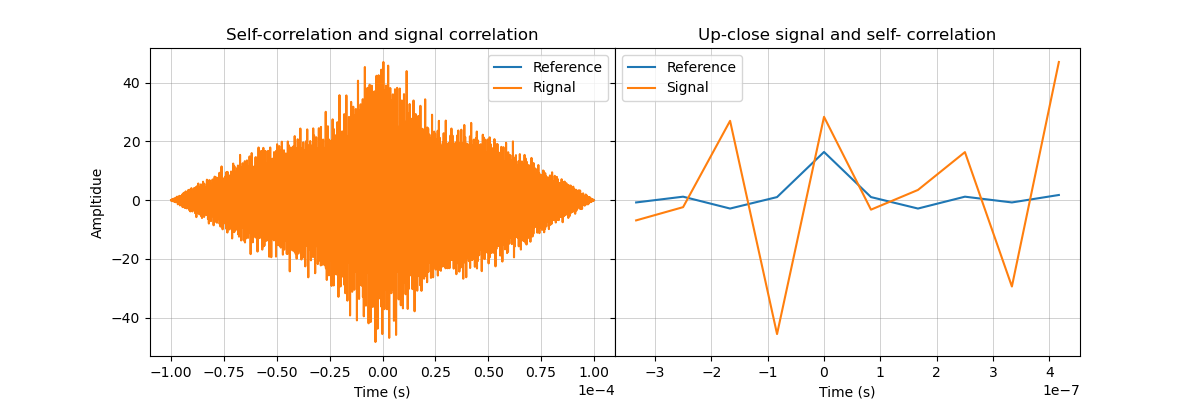 Self-correlation and signal correlation
Up-close signal and self- correlation
Reference
Rignal
Reference
Signal
40
20
0
−20
−40
Ampltidue
−1.00 −0.75 −0.50 −0.25 0.00 0.25 0.50 0.75 1.00
1e−4
Time (s)
−3 −2 −1 0 1 2 3 4
1e−7
Time (s)